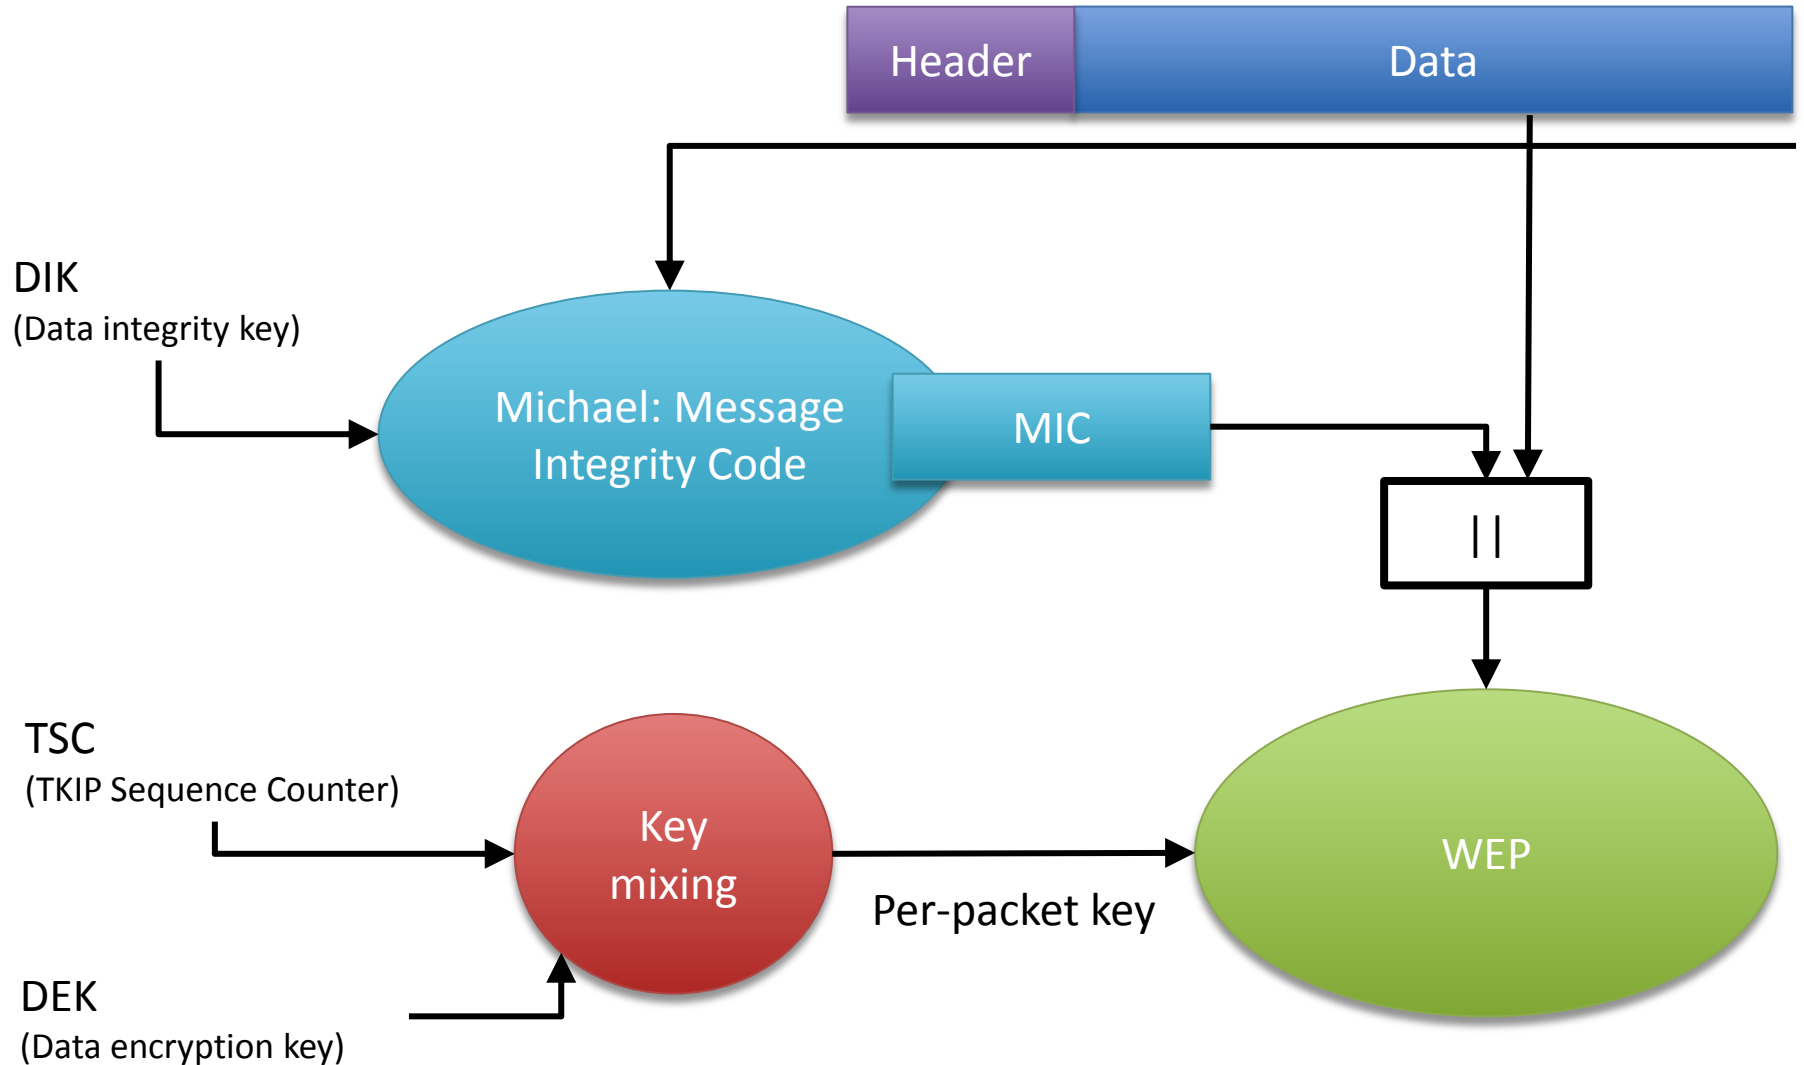 Header
Data
DIK
(Data integrity key)
Michael: Message
Integrity Code
MIC
||
TSC
(TKIP Sequence Counter)
Key
mixing
WEP
Per-packet key
DEK
(Data encryption key)